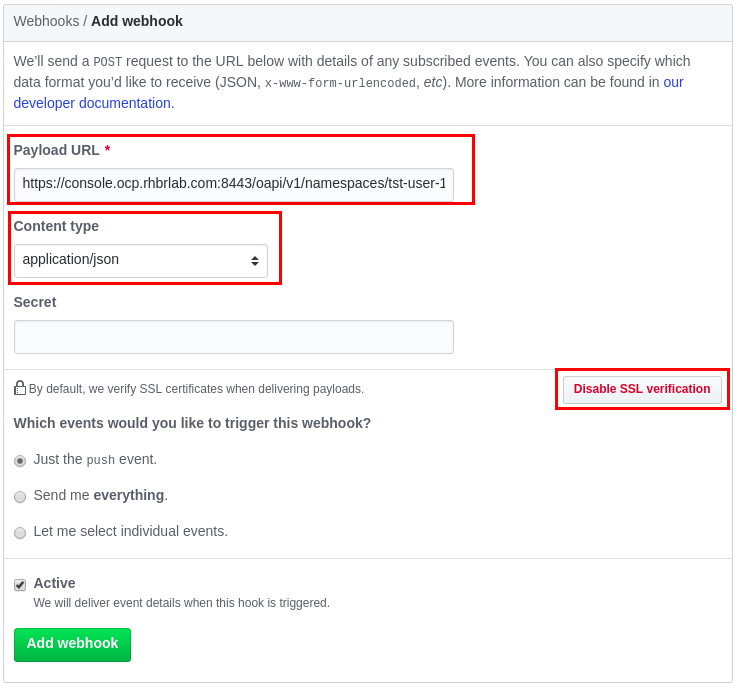 Webhooks / Add webhook
We’ll send a POST request to the URL below with details of any subscribed events. You can also specify which
data format you’d like to receive (JSON, x-www-form-urlencoded, etc). More information can be found in our
developer documentation.
Payload URL *
https://console.ocp.rhbrlab.com:8443/oapi/v1/namespaces/tst-user-1
Content type
application/json
Secret
By default, we verify SSL certificates when delivering payloads.
Disable SSL verification
Which events would you like to trigger this webhook?
Just the push event.
Send me everything.
Let me select individual events.
Active
We will deliver event details when this hook is triggered.
Add webhook